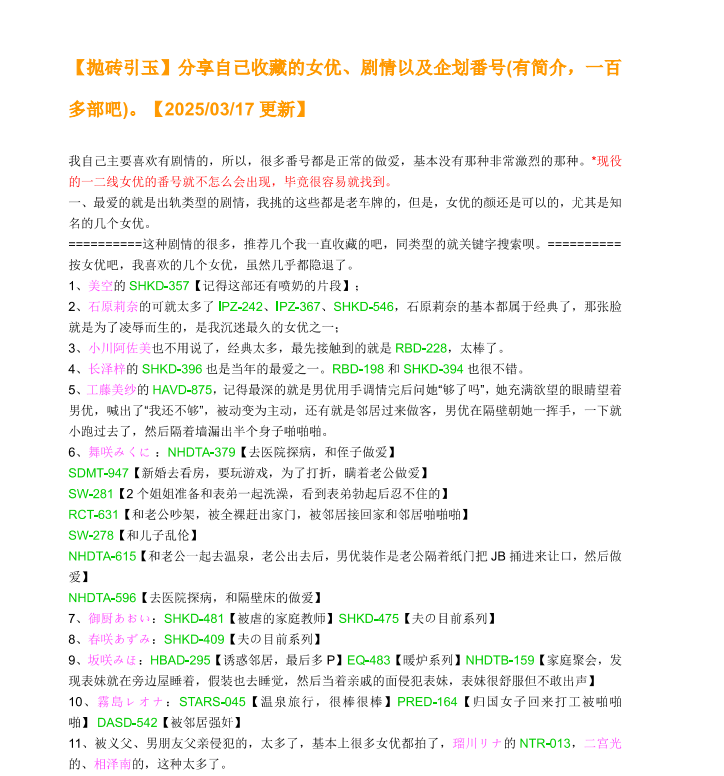 【抛砖引玉】分享自己收藏的女优、剧情以及企划番号(有简介，一百
多部吧)。【2025/03/17 更新】
我自己主要喜欢有剧情的，所以，很多番号都是正常的做爱，基本没有那种非常激烈的那种。*现役
的一二线女优的番号就不怎么会出现，毕竟很容易就找到。
一、最爱的就是出轨类型的剧情，我挑的这些都是老车牌的，但是，女优的颜还是可以的，尤其是知
名的几个女优。
==========这种剧情的很多，推荐几个我一直收藏的吧，同类型的就关键字搜索呗。==========
按女优吧，我喜欢的几个女优，虽然几乎都隐退了。
1、美空的 SHKD-357【记得这部还有喷奶的片段】；
2、石原莉奈的可就太多了 IPZ-242、IPZ-367、SHKD-546，石原莉奈的基本都属于经典了，那张脸
就是为了凌辱而生的，是我沉迷最久的女优之一；
3、小川阿佐美也不用说了，经典太多，最先接触到的就是 RBD-228，太棒了。
4、长泽梓的 SHKD-396 也是当年的最爱之一。RBD-198 和 SHKD-394 也很不错。
5、工藤美纱的 HAVD-875，记得最深的就是男优用手调情完后问她“够了吗”，她充满欲望的眼睛望着
男优，喊出了“我还不够”，被动变为主动，还有就是邻居过来做客，男优在隔壁朝她一挥手，一下就
小跑过去了，然后隔着墙漏出半个身子啪啪啪。
6、舞咲みくに ：NHDTA-379【去医院探病，和侄子做爱】
SDMT-947【新婚去看房，要玩游戏，为了打折，瞒着老公做爱】
SW-281【2 个姐姐准备和表弟一起洗澡，看到表弟勃起后忍不住的】
RCT-631【和老公吵架，被全裸赶出家门，被邻居接回家和邻居啪啪啪】
SW-278【和儿子乱伦】
NHDTA-615【和老公一起去温泉，老公出去后，男优装作是老公隔着纸门把 JB 捅进来让口，然后做
爱】
NHDTA-596【去医院探病，和隔壁床的做爱】
7、御厨あおい：SHKD-481【被虐的家庭教师】SHKD-475【夫の目前系列】
8、春咲あずみ：SHKD-409【夫の目前系列】
9、坂咲みほ：HBAD-295【诱惑邻居，最后多 P】EQ-483【暖炉系列】NHDTB-159【家庭聚会，发
现表妹就在旁边屋睡着，假装也去睡觉，然后当着亲戚的面侵犯表妹，表妹很舒服但不敢出声】
10、霧島レオナ：STARS-045【温泉旅行，很棒很棒】PRED-164【归国女子回来打工被啪啪
啪】 DASD-542【被邻居强奸】
11、被义父、男朋友父亲侵犯的，太多了，基本上很多女优都拍了，瑠川リナ的 NTR-013，二宫光
的、相泽南的，这种太多了。